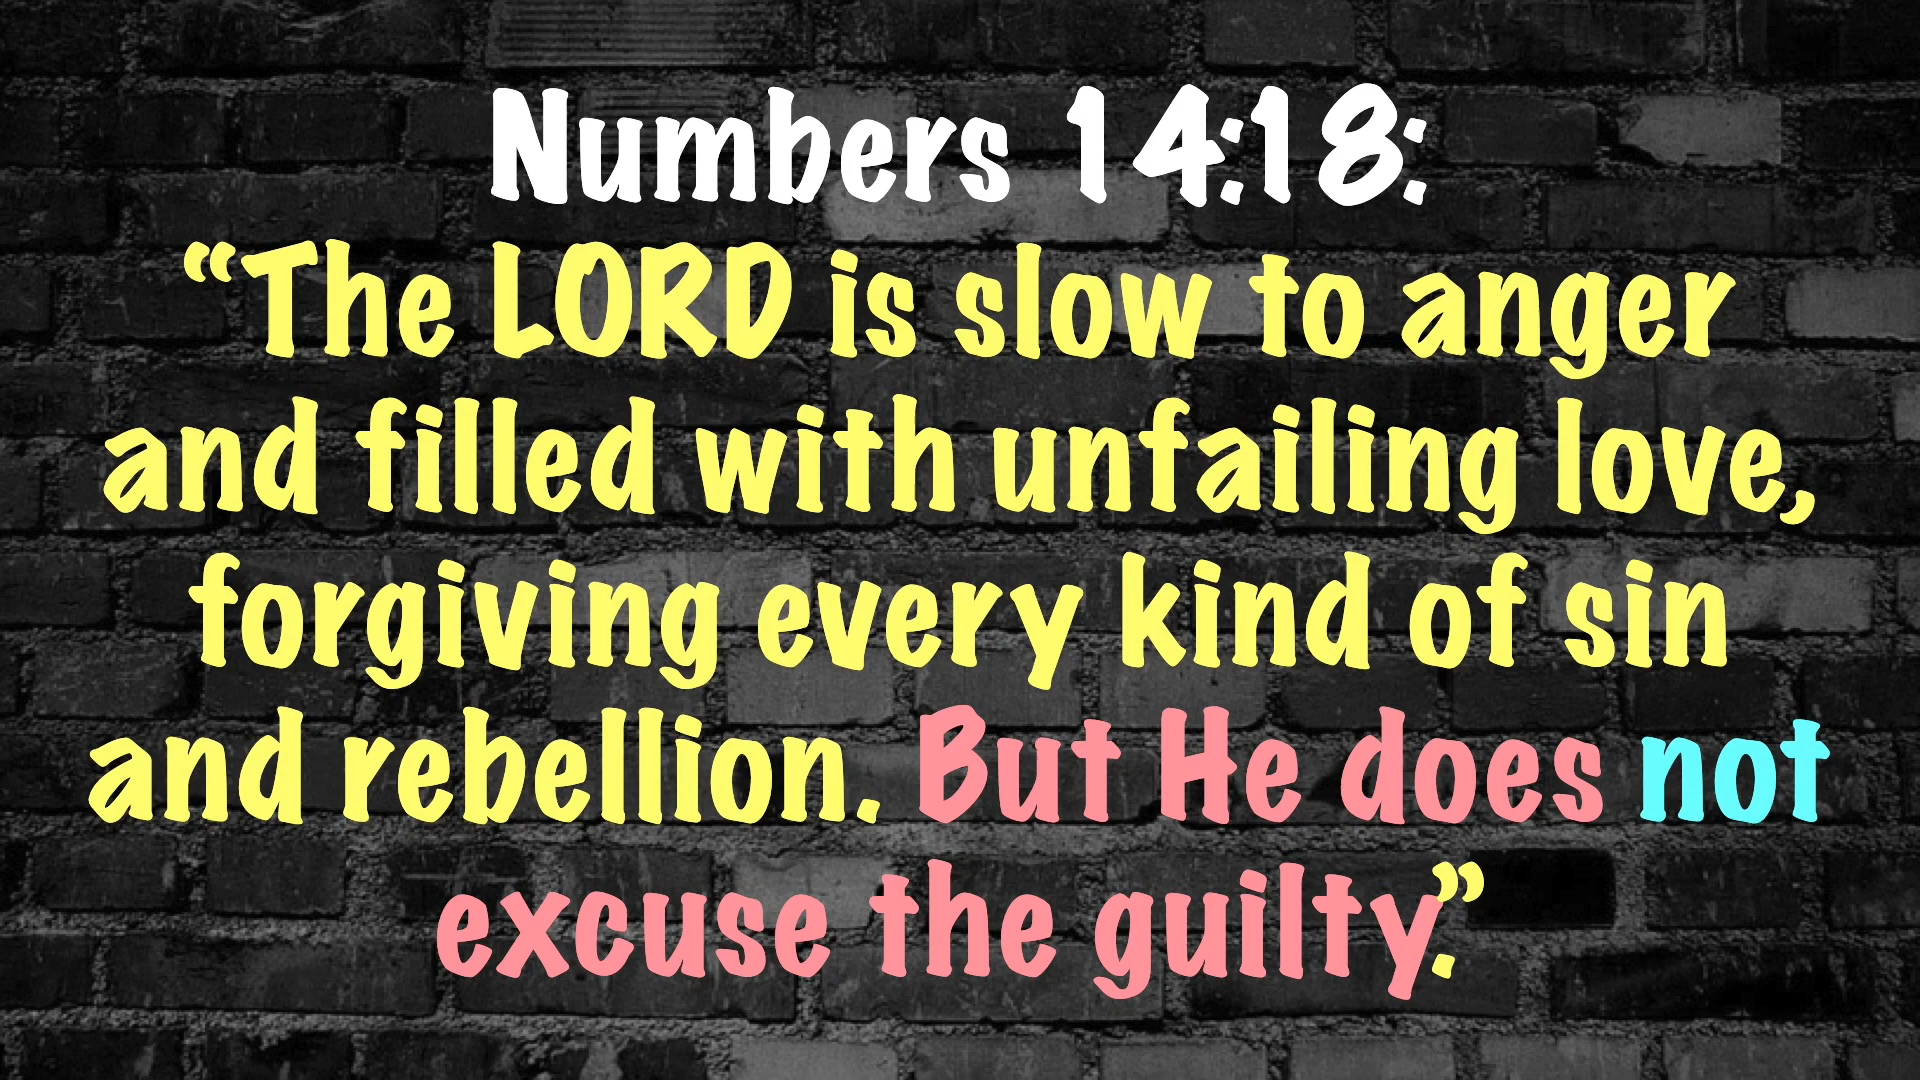 Numbers 14:18:
“The LORD is slow to anger
and filled with unfailing love,
forgiving every kind of sin
and rebellion. But He does not
excuse the guilty.”